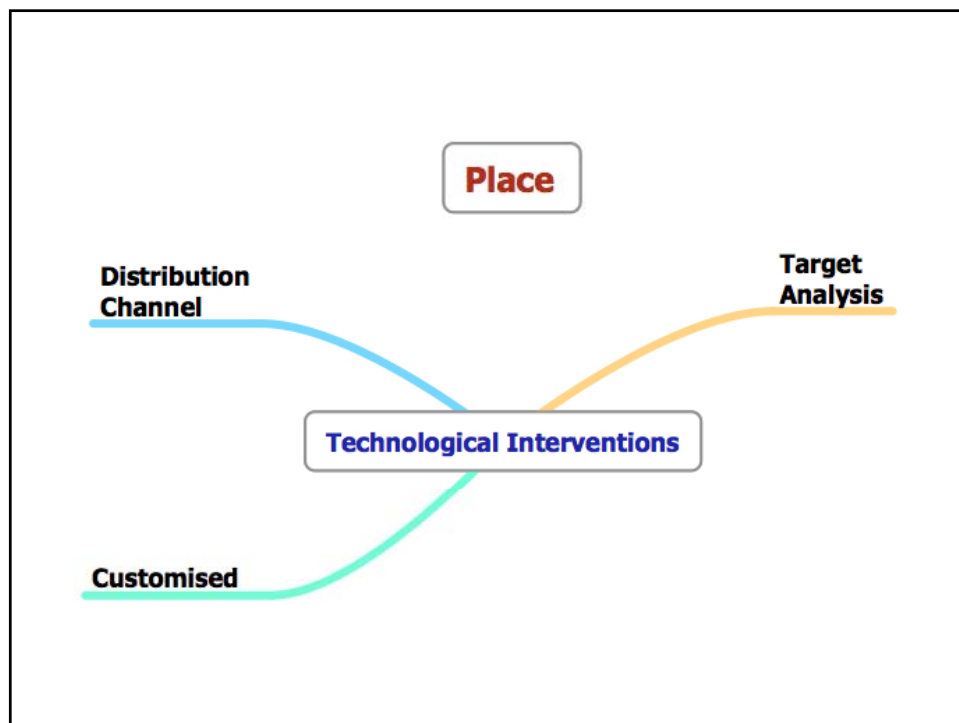 Place
Distribution
Channel
Target
Analysis
Technological Interventions
Customised